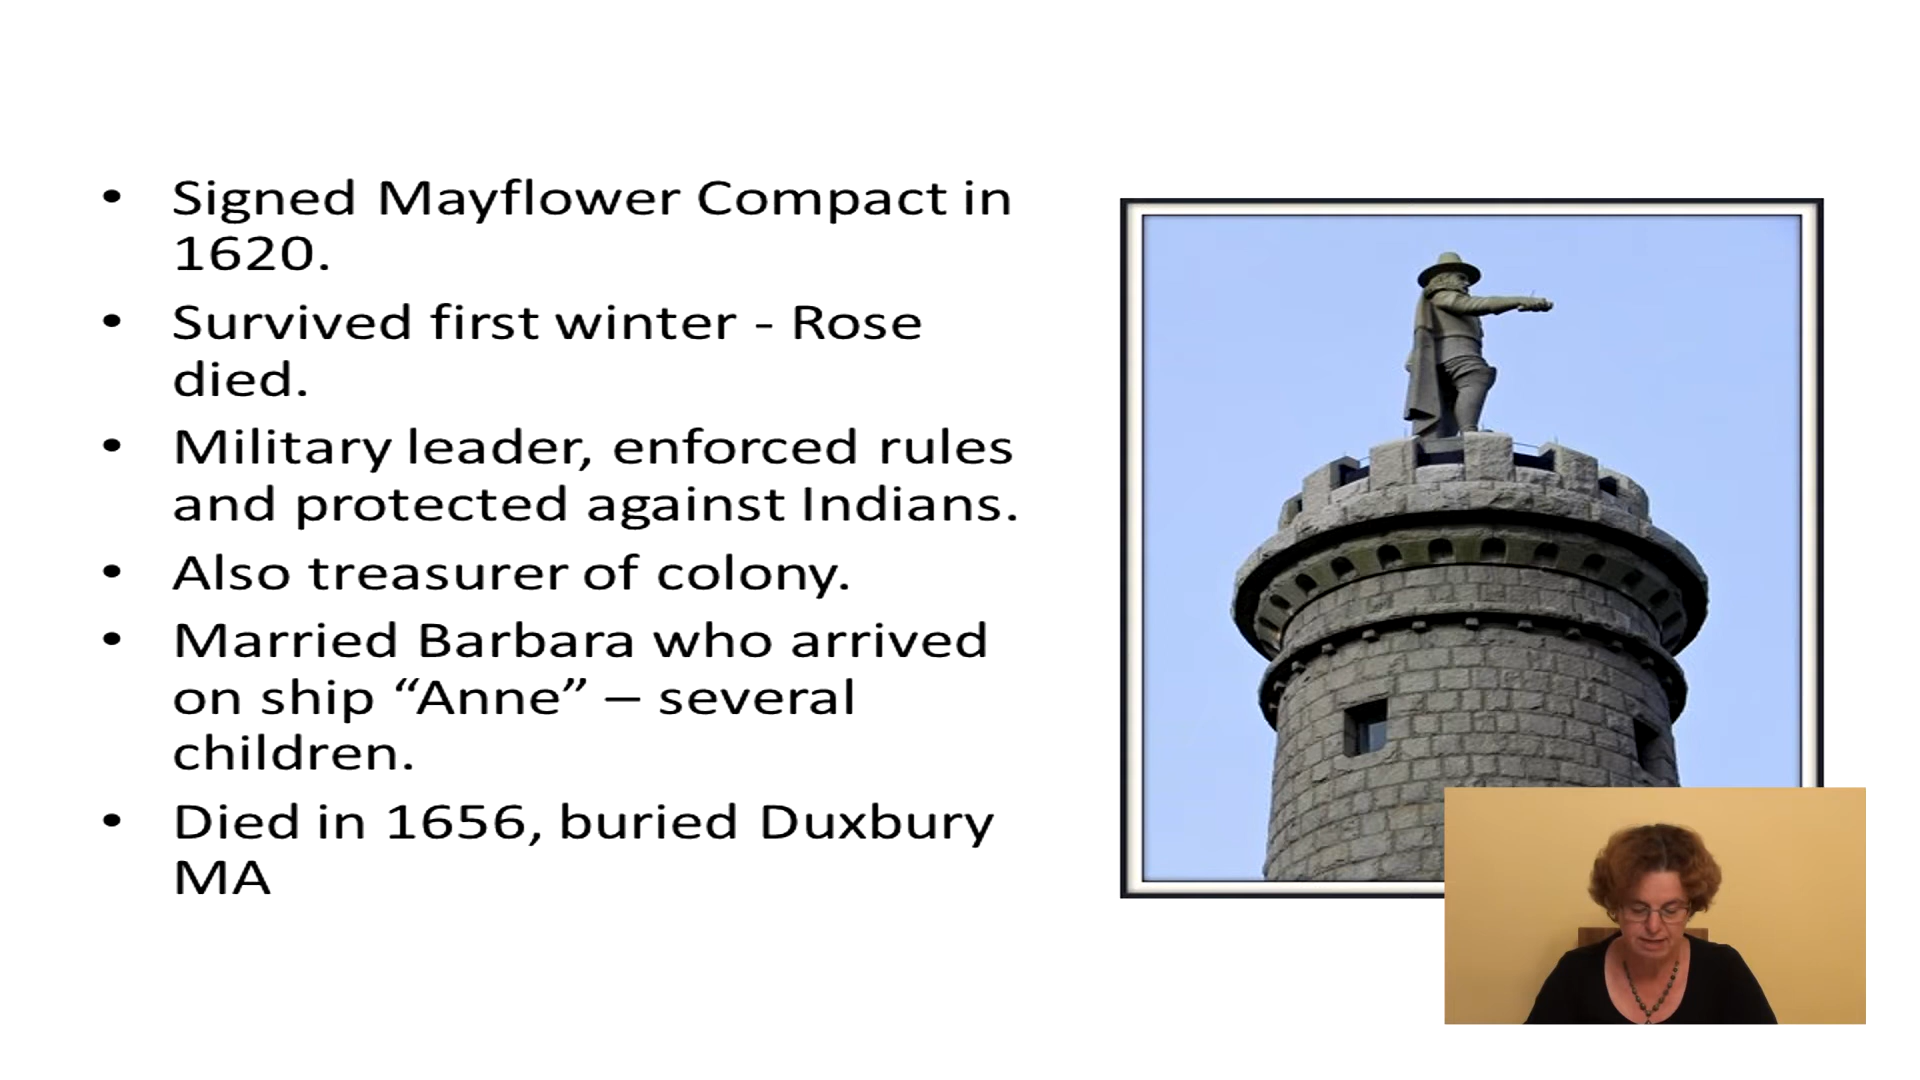 • Signed Mayflower Compact in
1620.
• Survived first winter - Rose
died.
• Military leader, enforced rules
and protected against Indians.
• Also treasurer of colony.
• Married Barbara who arrived
on ship “Anne” – several
children.
• Died in 1656, buried Duxbury
MA